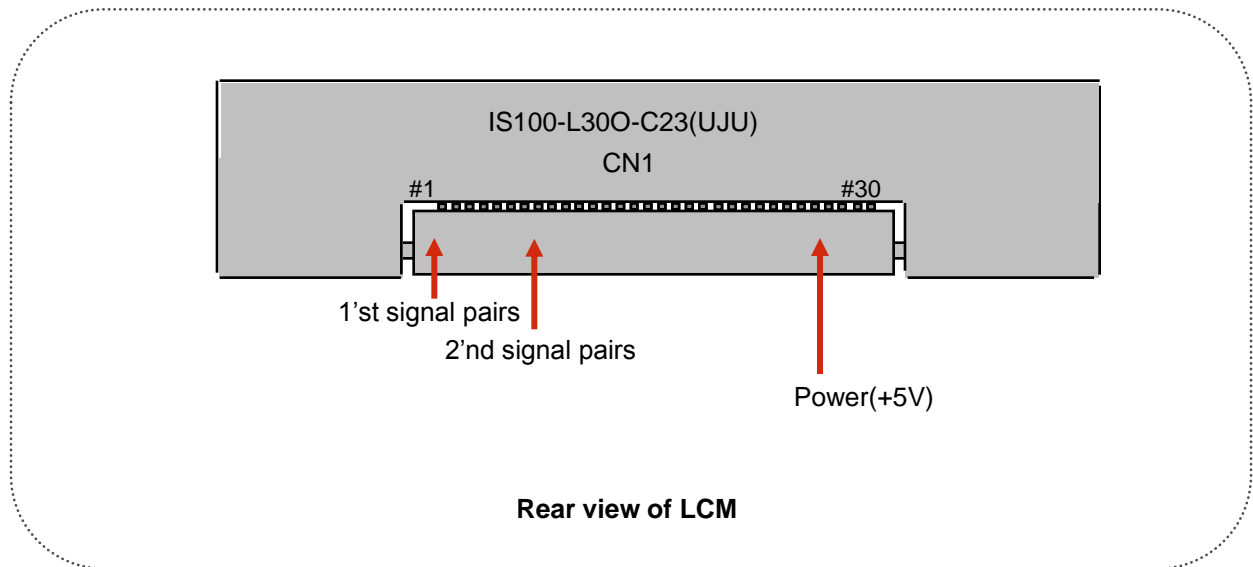 IS100-L30O-C23(UJU)
CN1
#1
#30
1’st signal pairs
2’nd signal pairs
Power(+5V)
Rear view of LCM